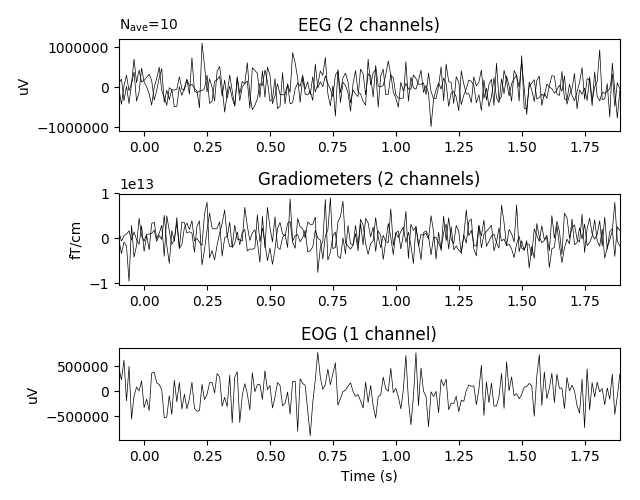 N_ave=10
EEG (2 channels)
1000000
0
−1000000
uV
0.00 0.25 0.50 0.75 1.00 1.25 1.50 1.75
1e13
Gradiometers (2 channels)
1
0
−1
fT/cm
0.00 0.25 0.50 0.75 1.00 1.25 1.50 1.75
EOG (1 channel)
500000
0
−500000
uV
0.00 0.25 0.50 0.75 1.00 1.25 1.50 1.75
Time (s)